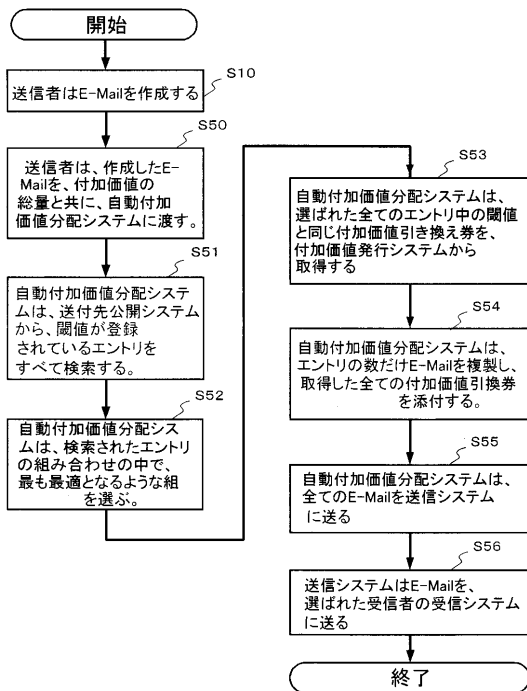 開始
S10
送信者はE-Mailを作成する
S50
送信者は、作成したE-
Mailを、付加価値の
総量と共に、自動付加
価値分配システムに渡す。
S51
自動付加価値分配システ
ムは、送付先公開システム
から、閾値が登録
されているエントリを
すべて検索する。
S52
自動付加価値分配シス
テムは、検索されたエントリ
の組み合わせの中で、
最も最適となるような組
を選ぶ。
S53
自動付加価値分配システムは、
選ばれた全てのエントリ中の閾値
と同じ付加価値引き換え券を、
付加価値発行システムから
取得する
S54
自動付加価値分配システムは、
エントリの数だけE-Mailを複製し、
取得した全ての付加価値引換券
を添付する。
S55
自動付加価値分配システムは、
全てのE-Mailを送信システム
に送る
S56
送信システムはE-Mailを、
選ばれた受信者の受信システム
に送る
終了